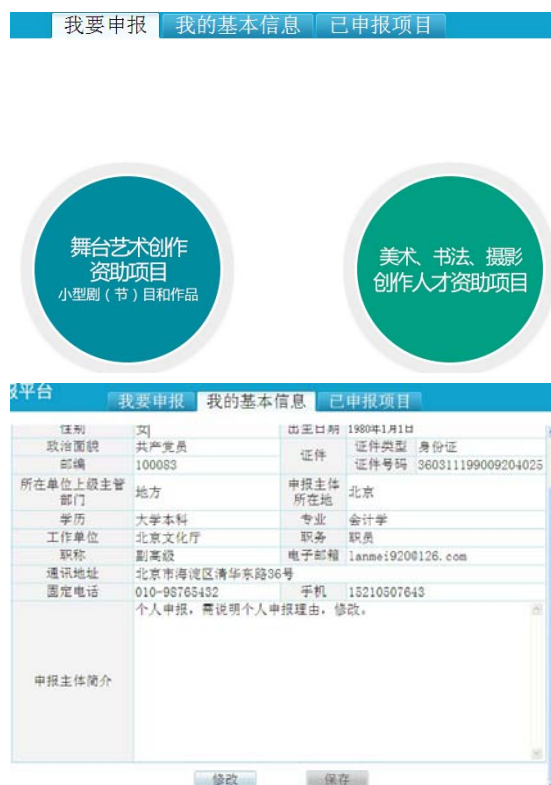 我要申报 我的基本信息 已申报项目
舞台艺术创作
资助项目
小型剧(节)目和作品
美术、书法、摄影
创作人才资助项目
报平台
我要申报 我的基本信息 已申报项目
性别 女 出生日期 1980年1月1日
政治面貌 共产党员 证件 证件类型 身份证
邮编 100083 证件号码 360311199009204025
所在单位上级主管部门 地方 申报主体所在地 北京
学历 大学本科 专业 会计学
工作单位 北京文化厅 职务 职员
职称 副高级 电子邮箱 lanmei9200126.com
通讯地址 北京市海淀区清华东路36号
固定电话 010-98765432 手机 15210507643
申报主体简介 个人申报，需说明个人申报理由，修改。
修改 保存